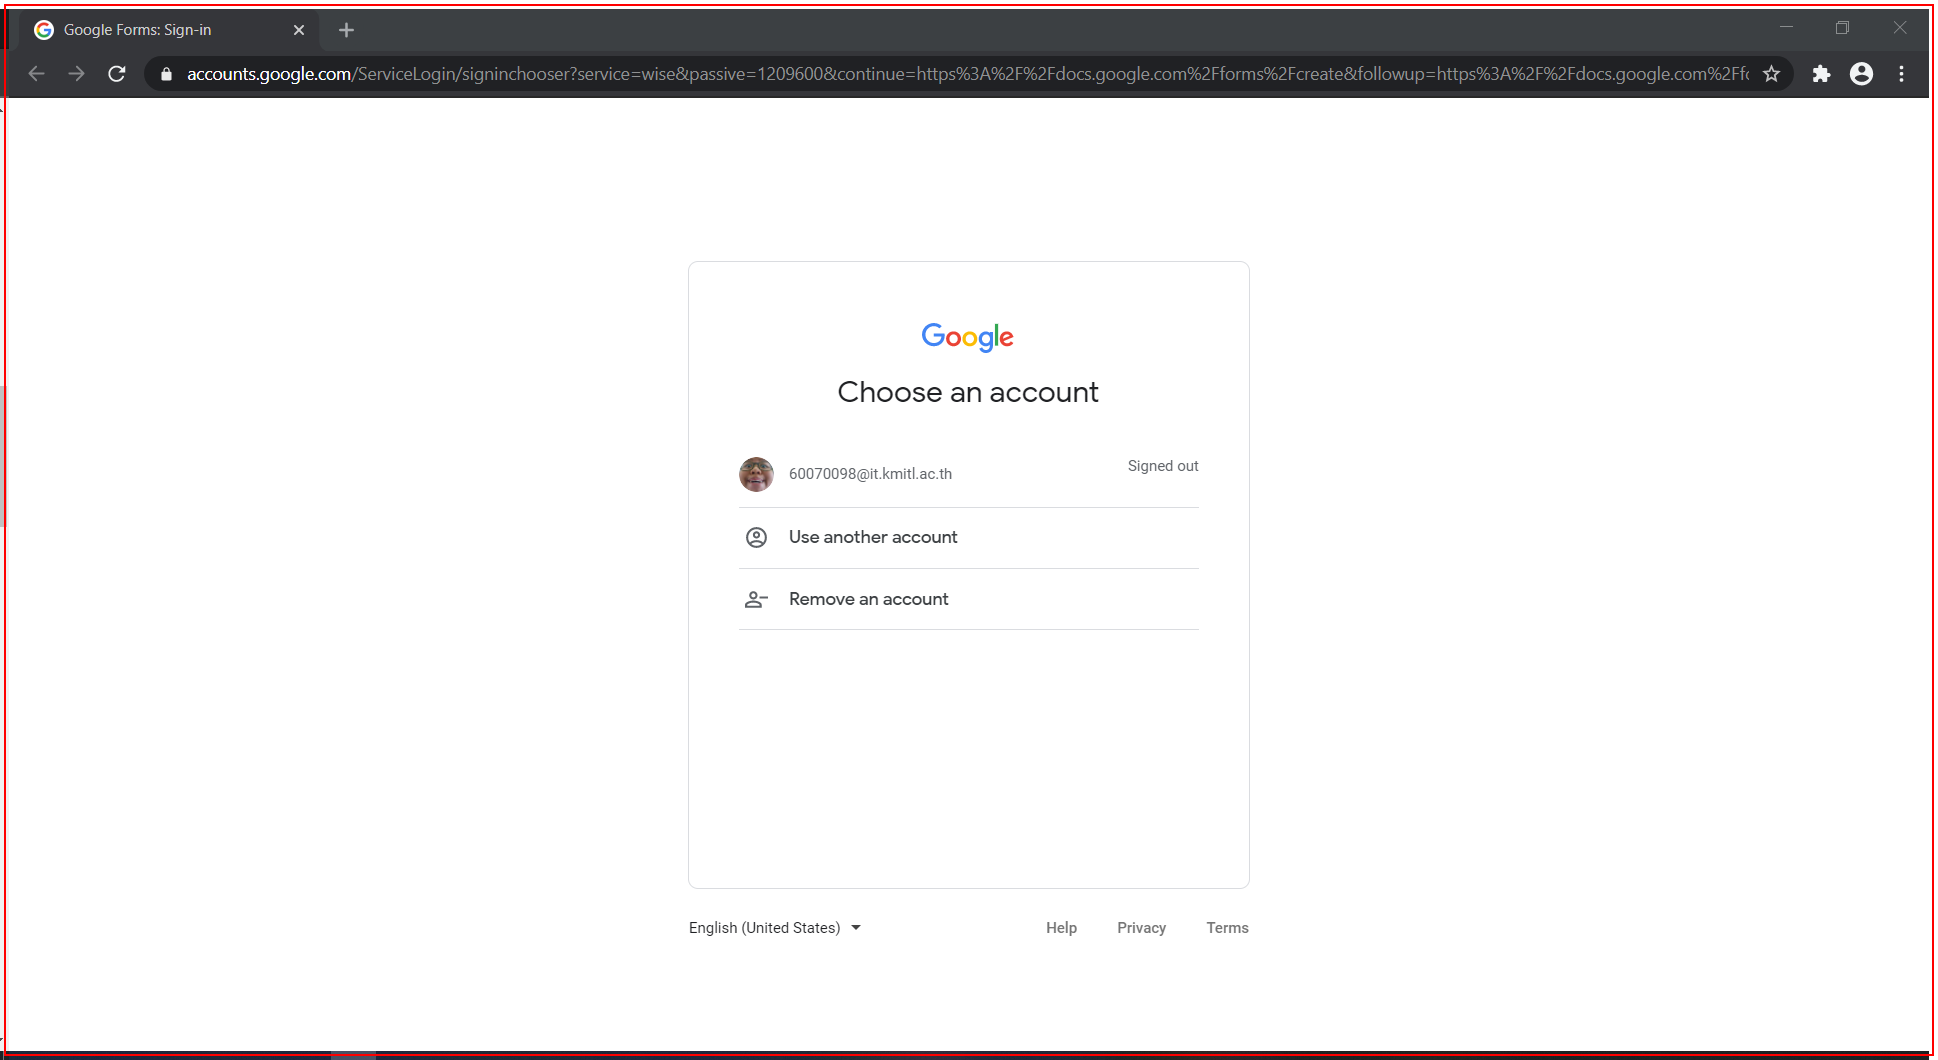 Google Forms: Sign-in
accounts.google.com/ServiceLogin/signinchooser?service=wise&passive=1209600&continue=https%3A%2F%2Fdocs.google.com%2Fforms%2Fcreate&followup=https%3A%2F%2Fdocs.google.com%2Ffc
Google
Choose an account
60070098@it.kmitl.ac.th
Signed out
Use another account
Remove an account
English (United States)
Help
Privacy
Terms